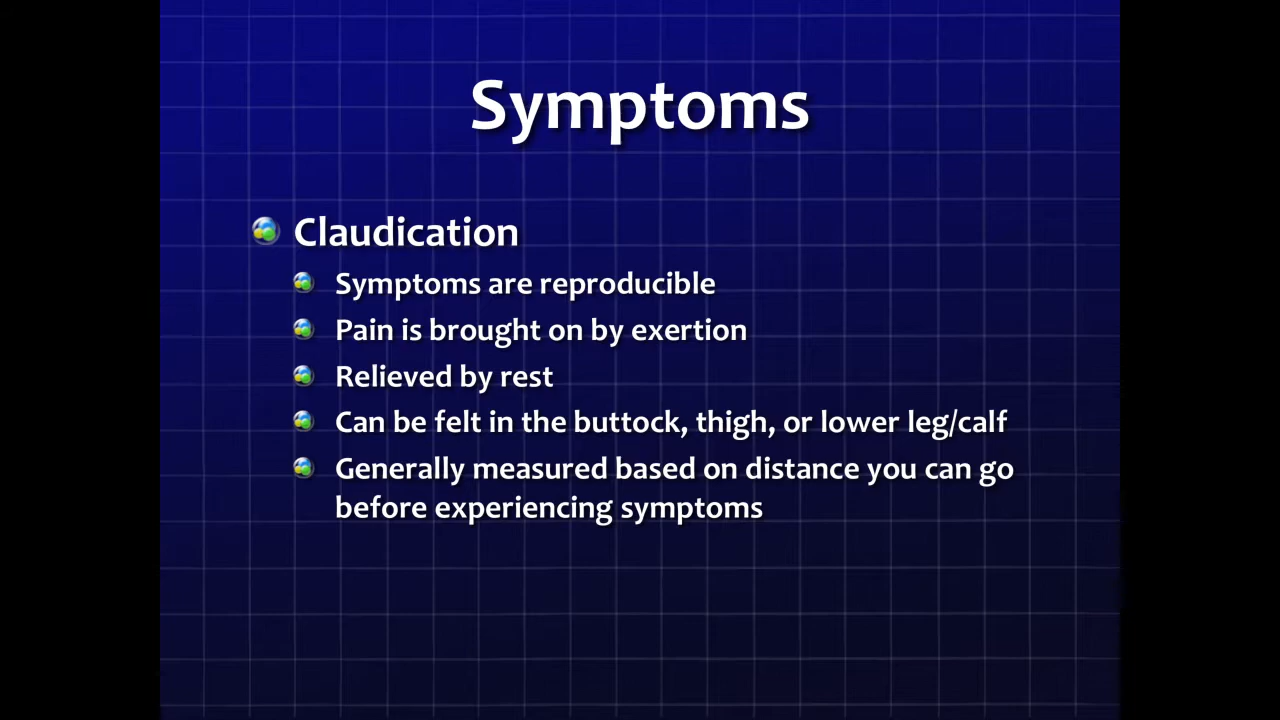 Symptoms
Claudication
Symptoms are reproducible
Pain is brought on by exertion
Relieved by rest
Can be felt in the buttock, thigh, or lower leg/calf
Generally measured based on distance you can go
before experiencing symptoms